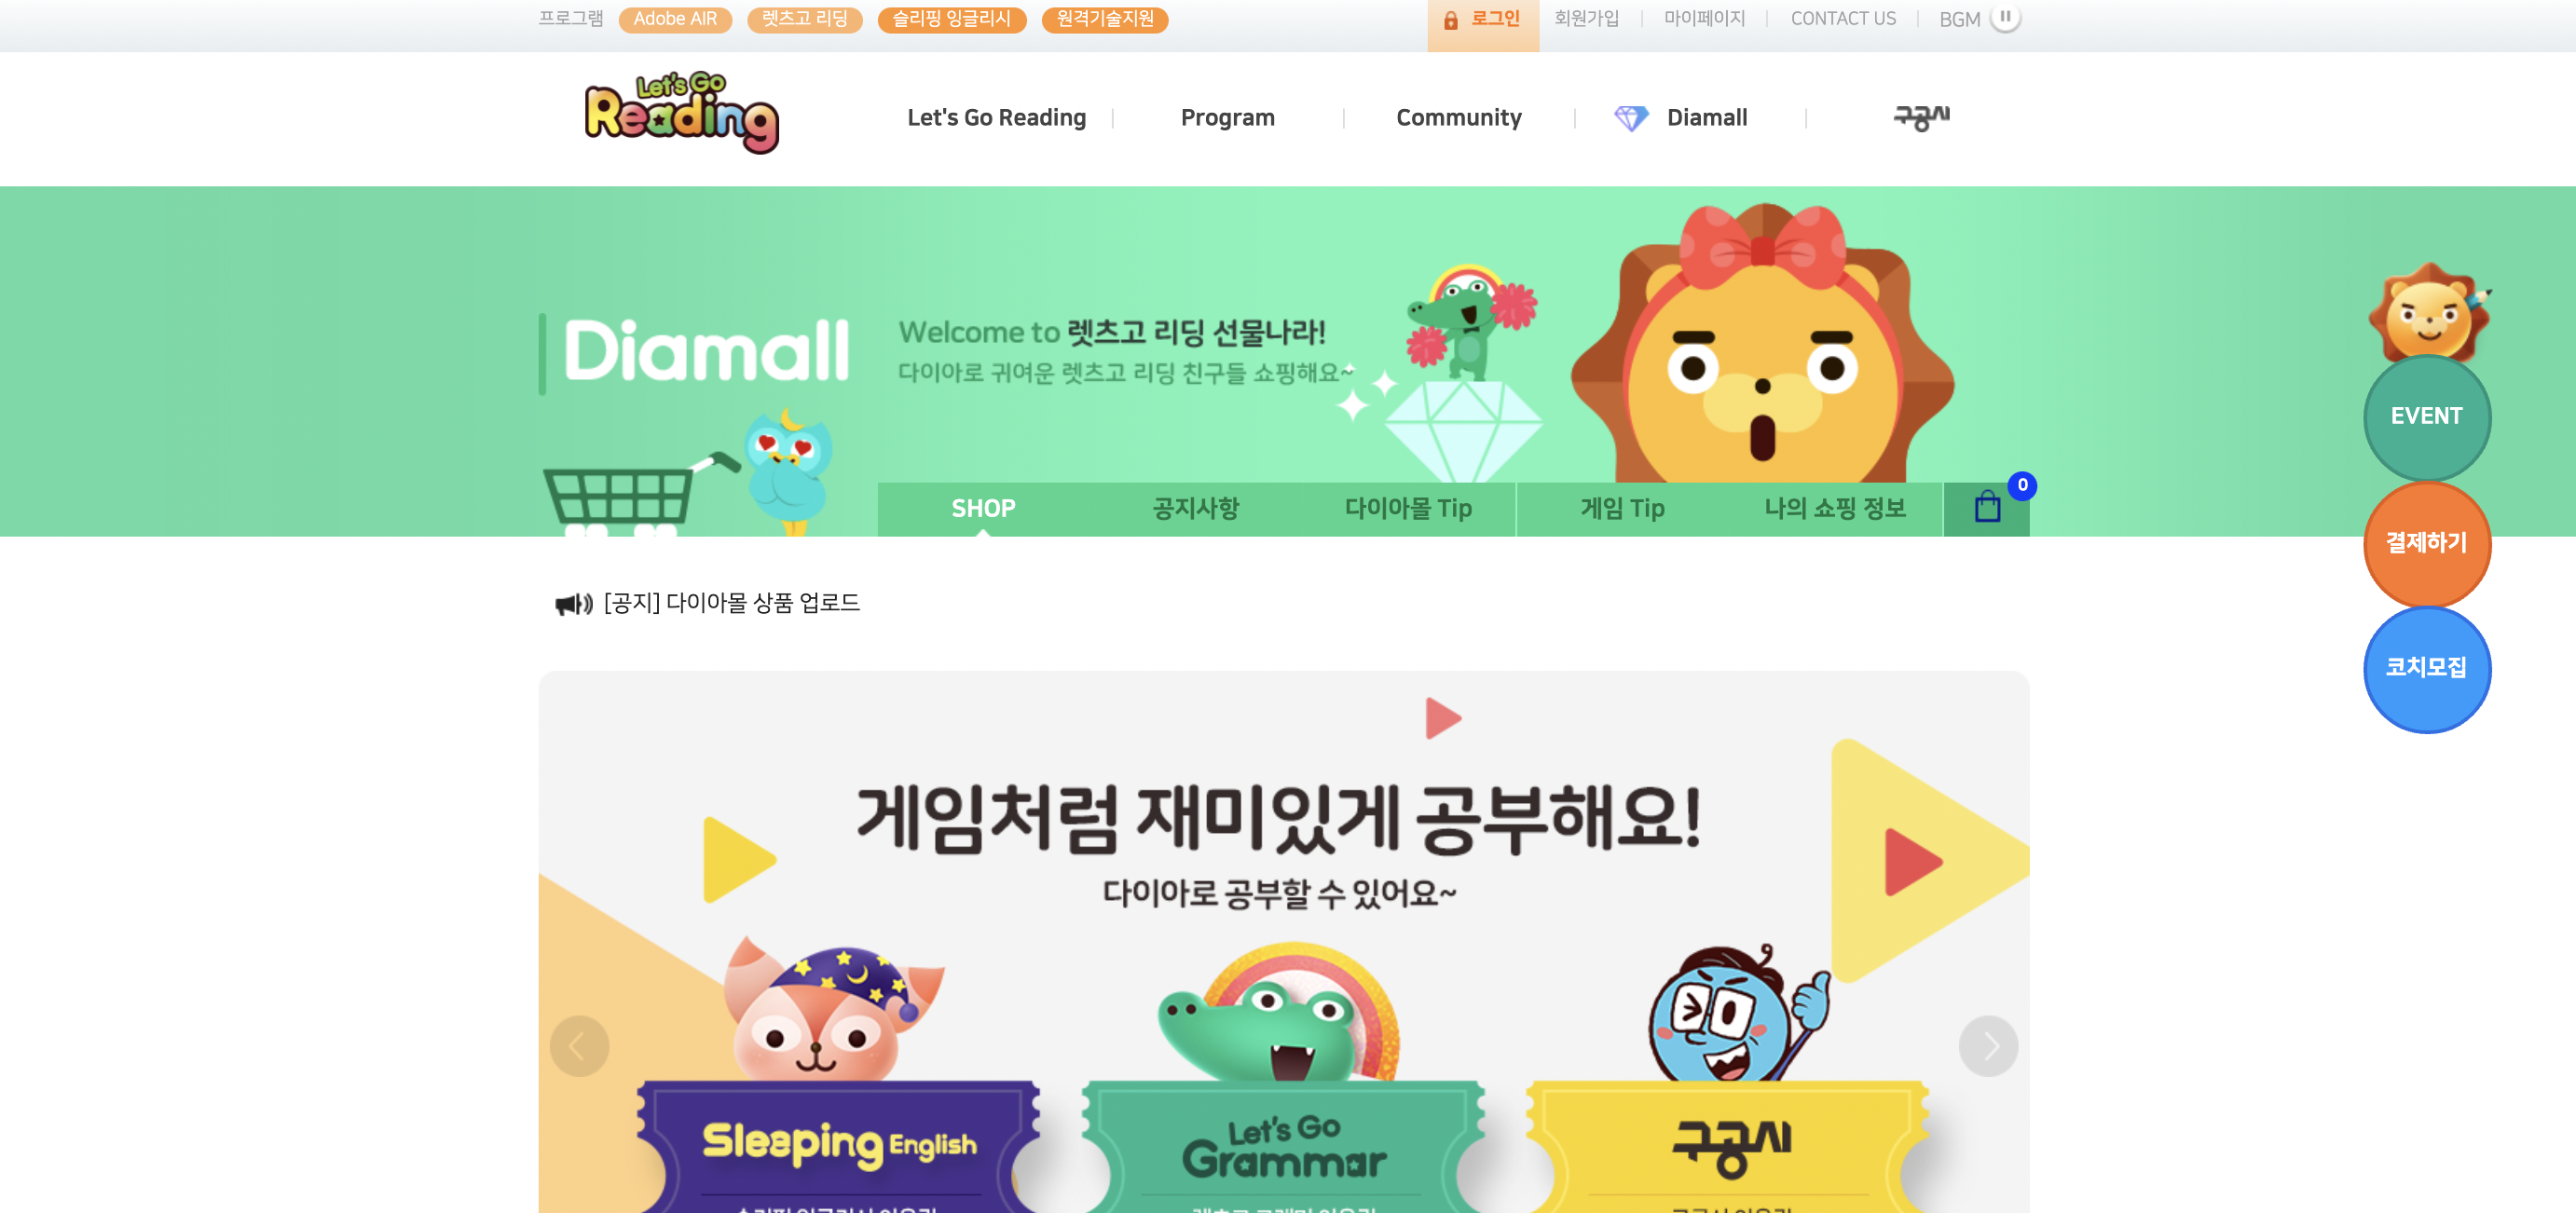 프로그램 Adobe AIR 렛츠고 리딩 슬리핑 잉글리시 원격기술지원 로그인 회원가입 마이페이지 CONTACT US BGM
Let's Go
Reading
Let's Go Reading Program Community Diamall 구공시
Diamall
Welcome to 렛츠고 리딩 선물나라!
다이아로 귀여운 렛츠고 리딩 친구들 쇼핑해요~
SHOP 공지사항 다이아몰 Tip 게임 Tip 나의 쇼핑 정보 0
EVENT
결제하기
코치모집
[공지] 다이아몰 상품 업로드
게임처럼 재미있게 공부해요!
다이아로 공부할 수 있어요~
Sleeping English
Let's Go
Grammar
구공시